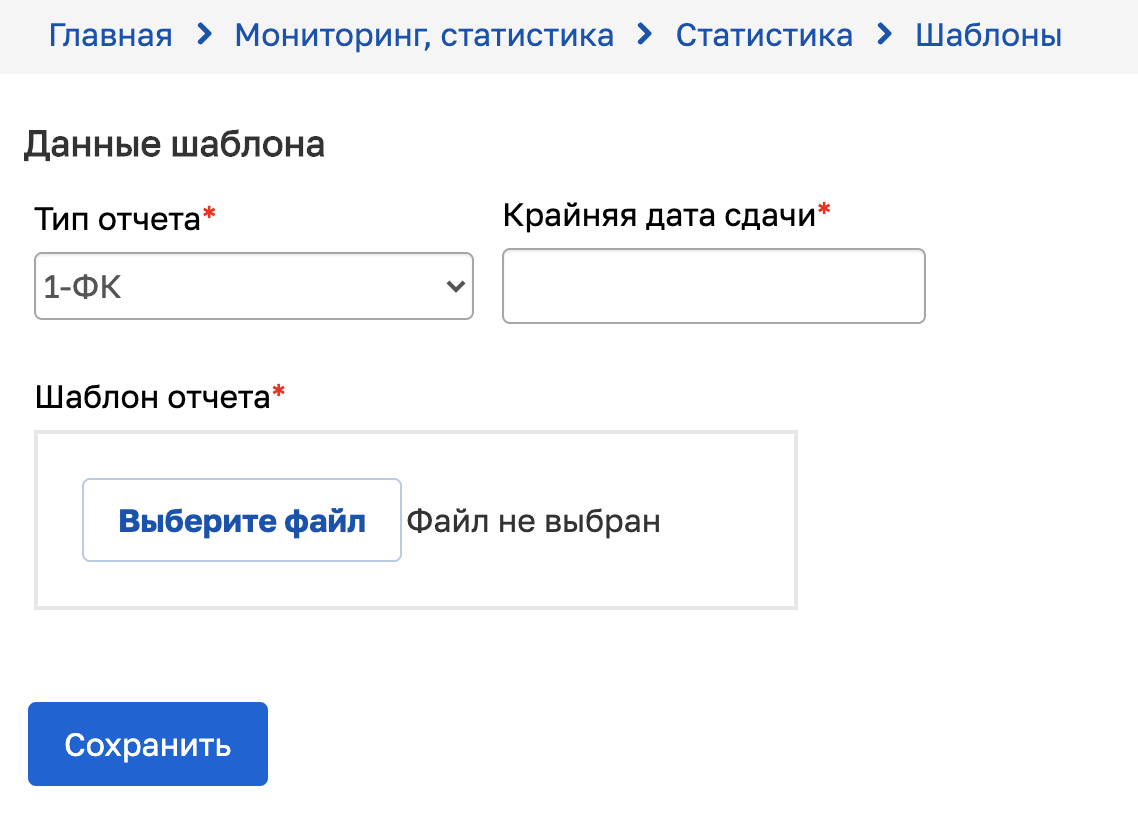 Главная > Мониторинг, статистика > Статистика > Шаблоны
Данные шаблона
Тип отчета*
Крайняя дата сдачи*
1-ФК
Шаблон отчета*
Выберите файл Файл не выбран
Сохранить